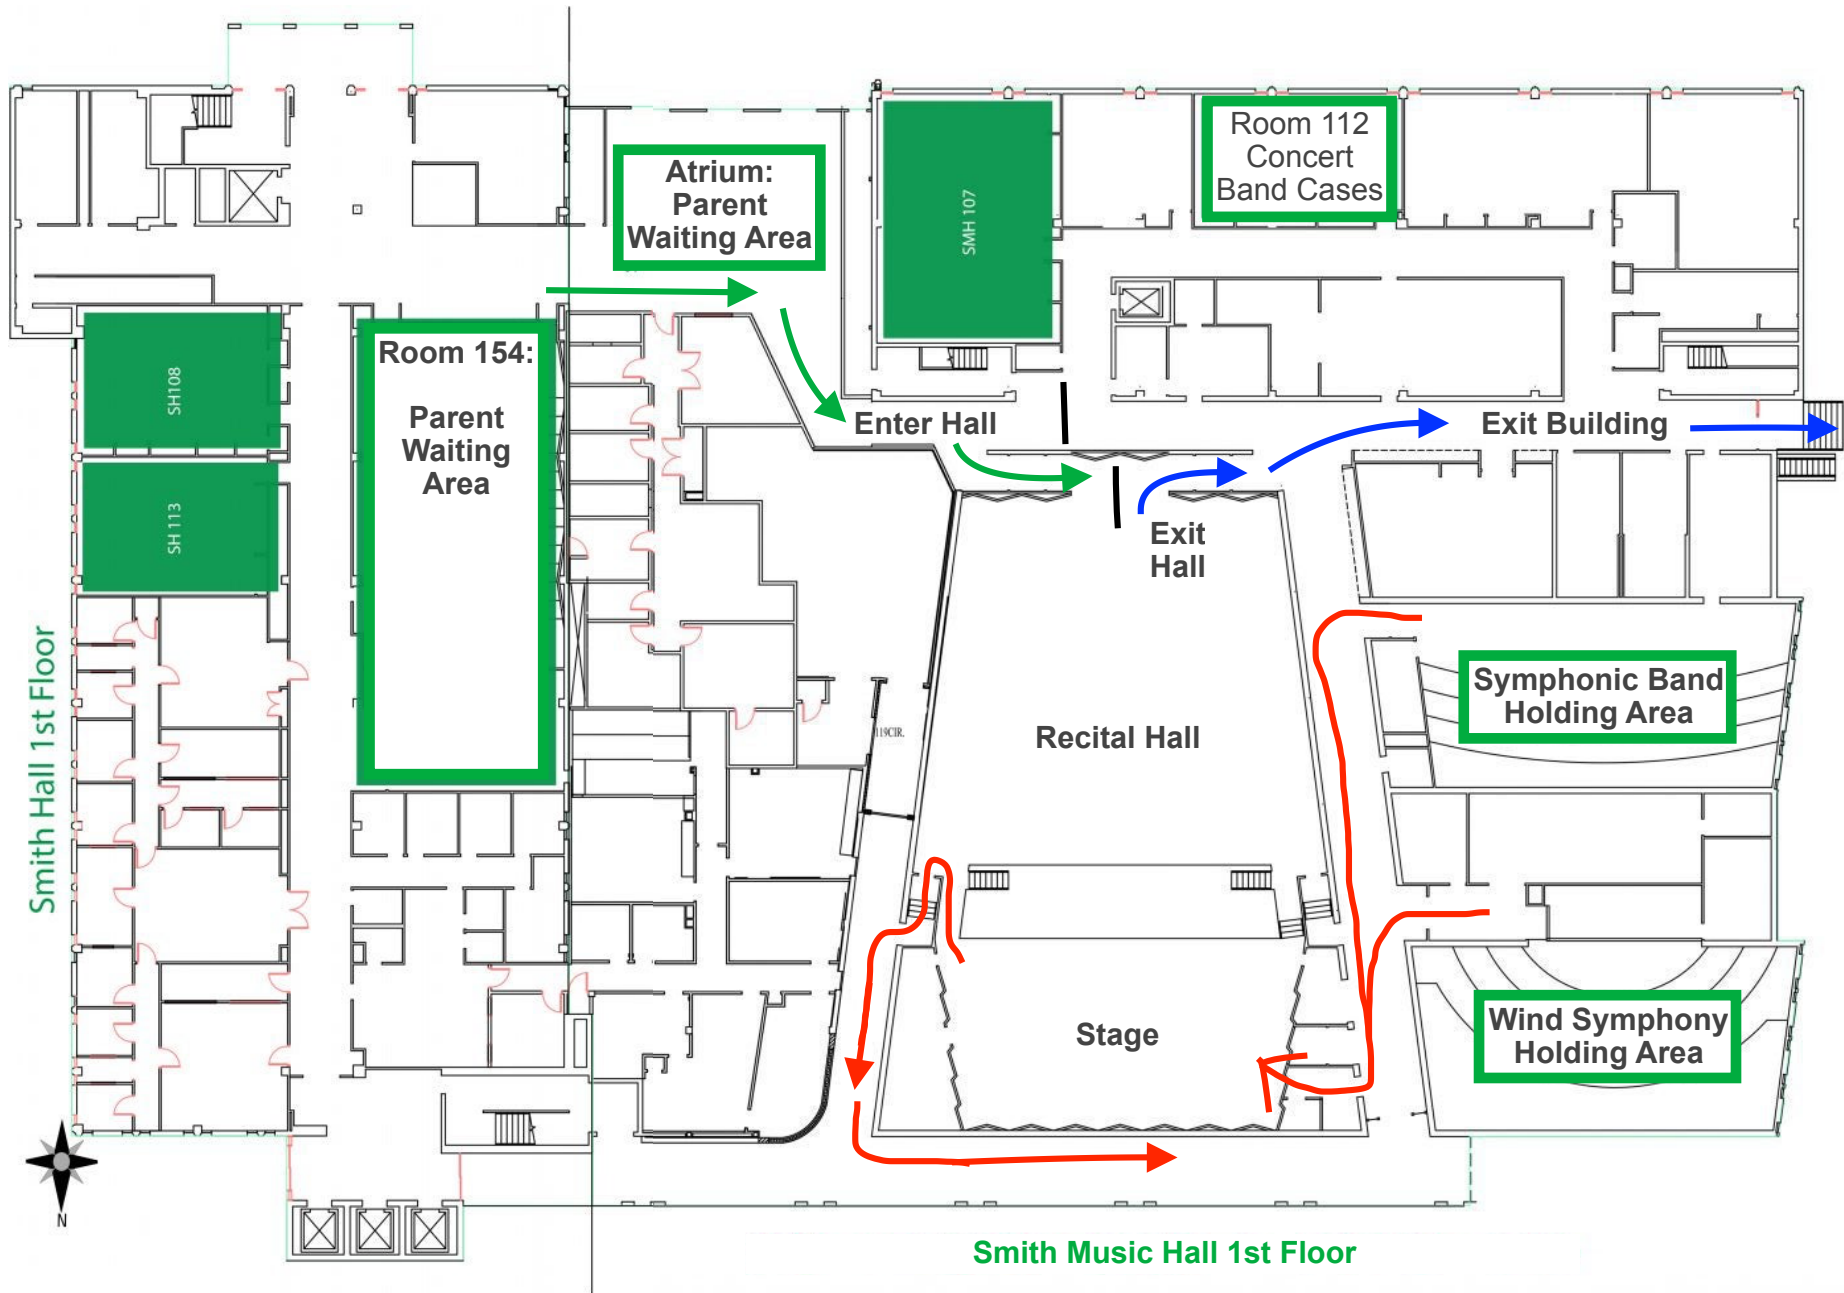 Atrium:
Parent
Waiting Area
Room 112
Concert
Band Cases
SMH 107
Room 154:
Parent
Waiting
Area
SH108
SH 113
Enter Hall
Exit Building
Exit
Hall
Smith Hall 1st Floor
Symphonic Band
Holding Area
Recital Hall
119CIR.
Wind Symphony
Holding Area
Stage
N
Smith Music Hall 1st Floor